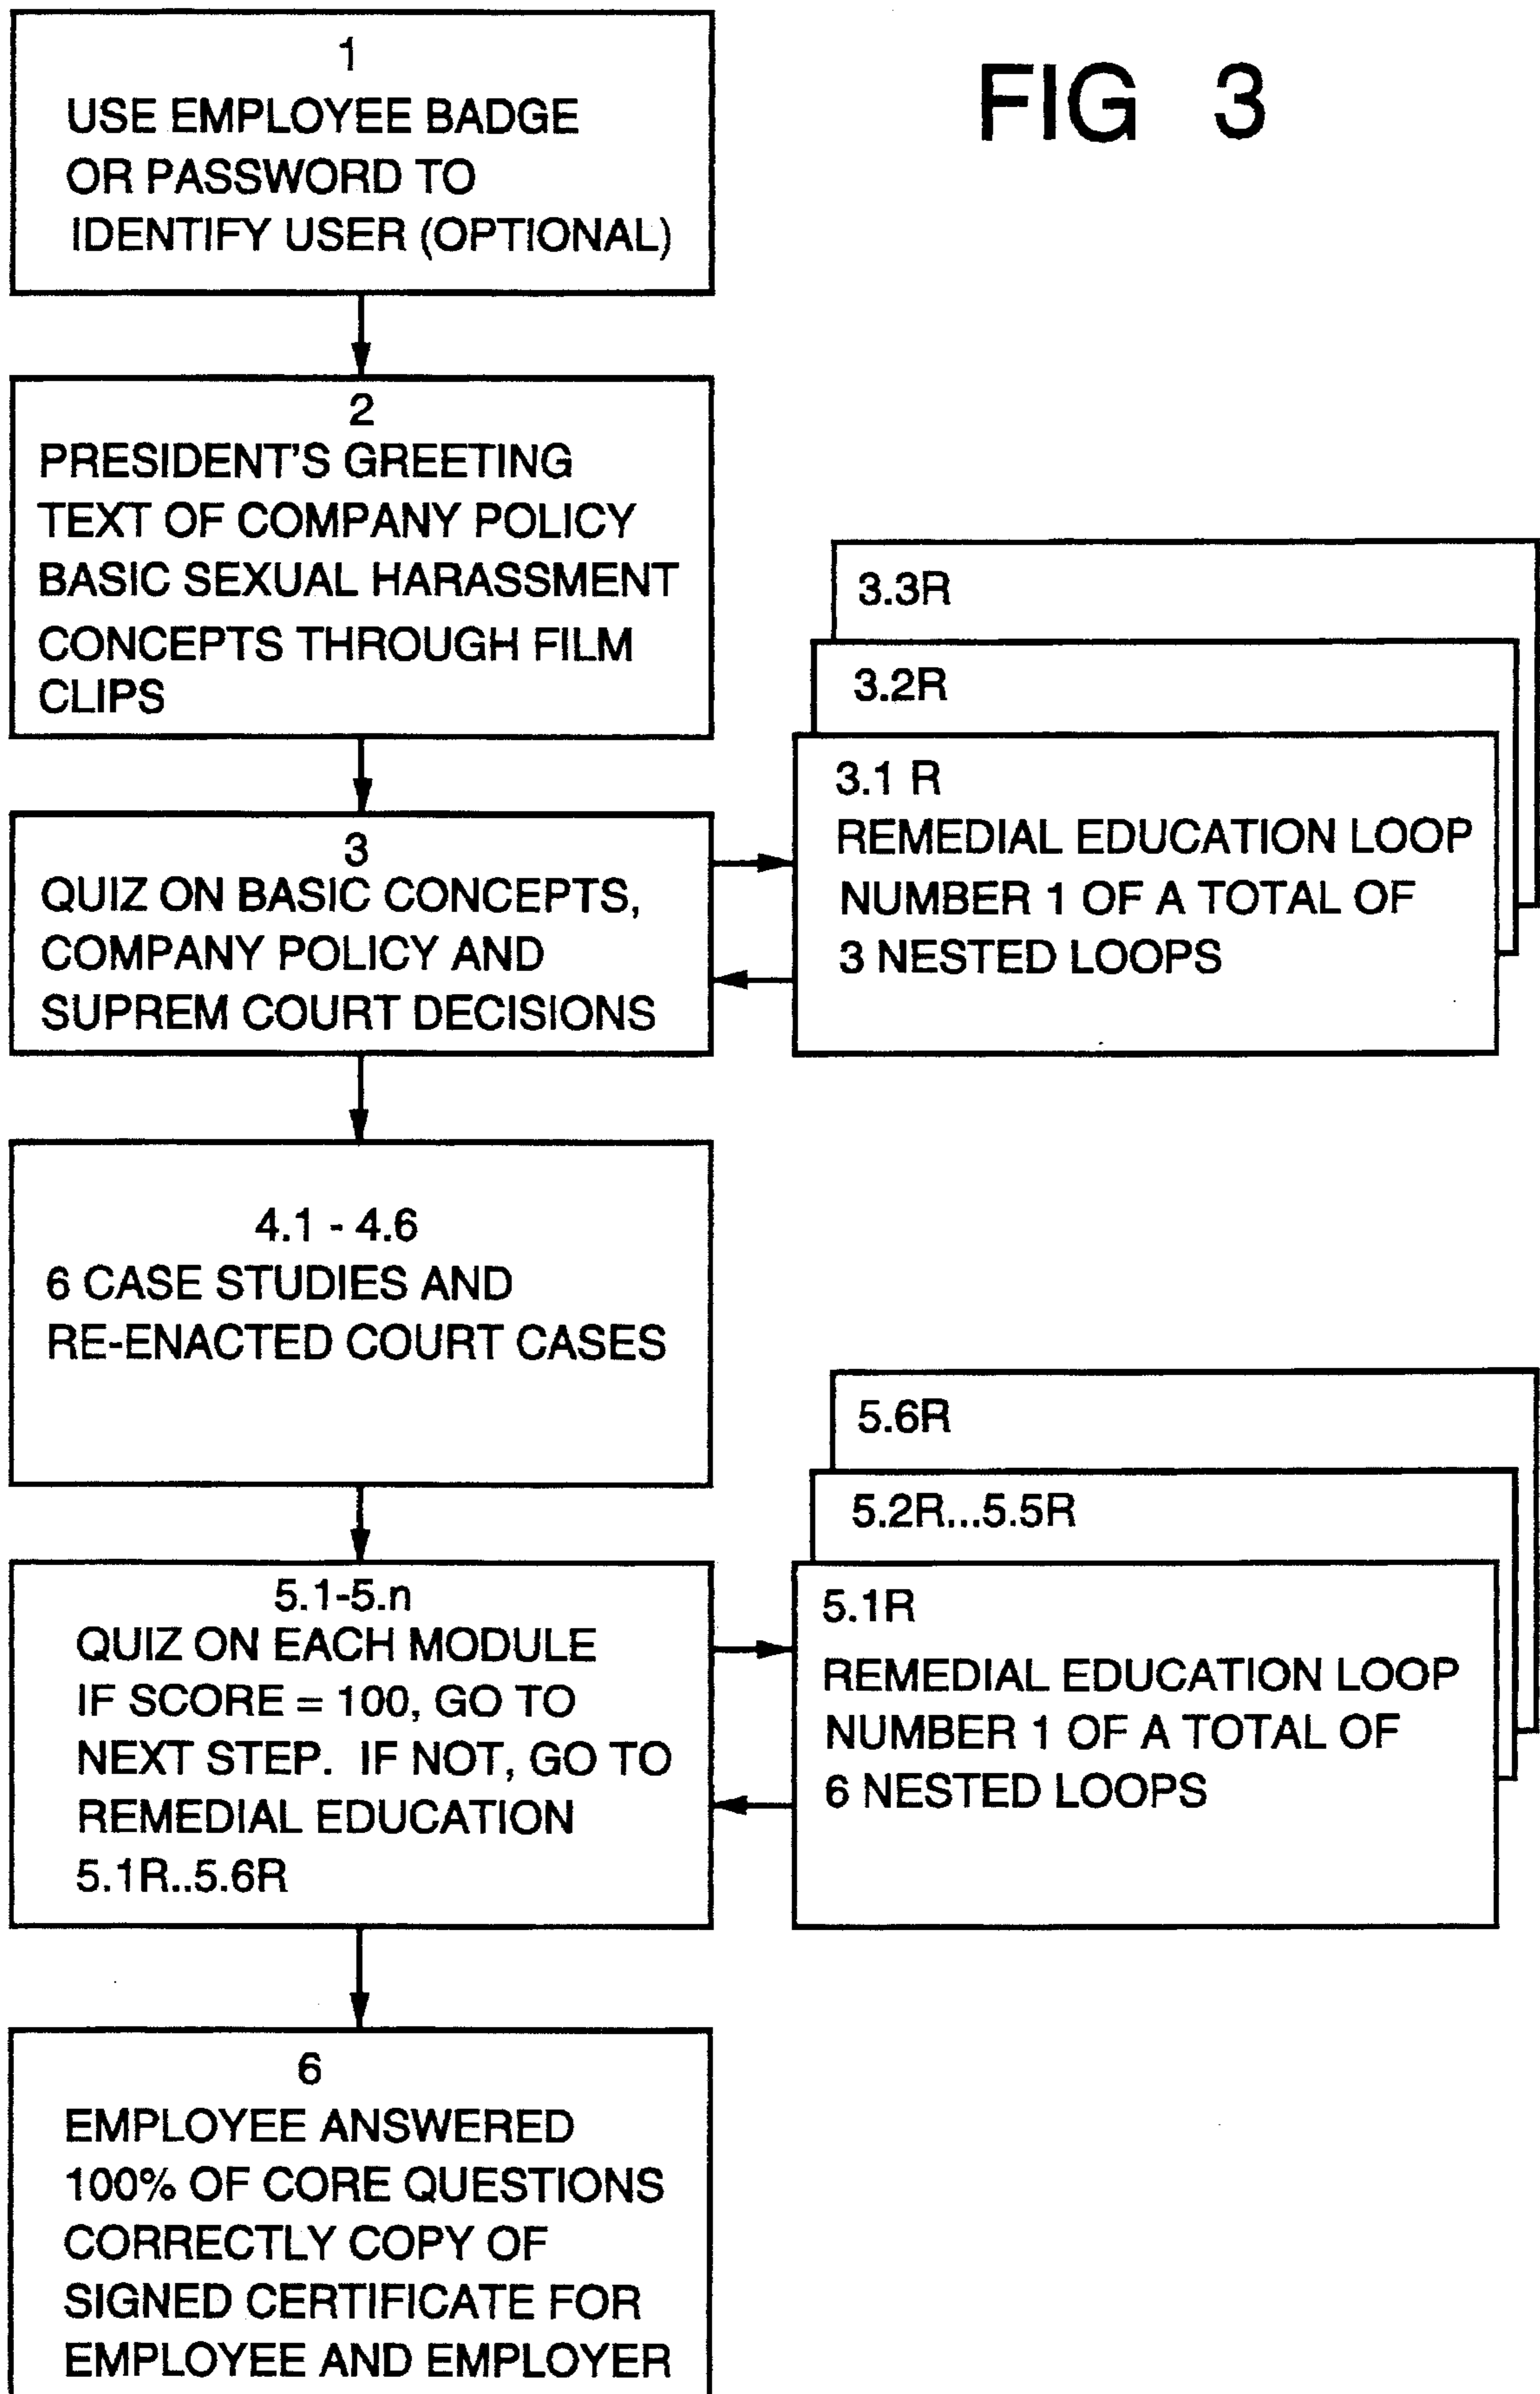 FIG 3
1
USE EMPLOYEE BADGE
OR PASSWORD TO
IDENTIFY USER (OPTIONAL)
2
PRESIDENT'S GREETING
TEXT OF COMPANY POLICY
BASIC SEXUAL HARASSMENT
CONCEPTS THROUGH FILM
CLIPS
3
QUIZ ON BASIC CONCEPTS,
COMPANY POLICY AND
SUPREM COURT DECISIONS
3.3R
3.2R
3.1 R
REMEDIAL EDUCATION LOOP
NUMBER 1 OF A TOTAL OF
3 NESTED LOOPS
4.1 - 4.6
6 CASE STUDIES AND
RE-ENACTED COURT CASES
5.1-5.n
QUIZ ON EACH MODULE
IF SCORE = 100, GO TO
NEXT STEP. IF NOT, GO TO
REMEDIAL EDUCATION
5.1R..5.6R
5.6R
5.2R...5.5R
5.1R
REMEDIAL EDUCATION LOOP
NUMBER 1 OF A TOTAL OF
6 NESTED LOOPS
6
EMPLOYEE ANSWERED
100% OF CORE QUESTIONS
CORRECTLY COPY OF
SIGNED CERTIFICATE FOR
EMPLOYEE AND EMPLOYER